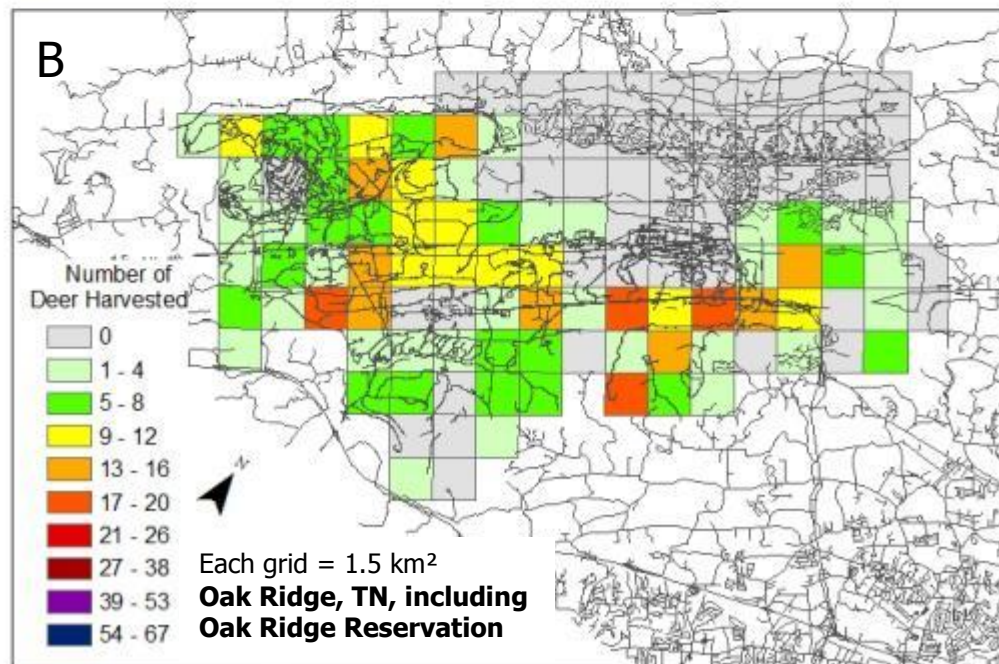 B
Number of
Deer Harvested
0
1 - 4
5 - 8
9 - 12
13 - 16
17 - 20
21 - 26
27 - 38
39 - 53
54 - 67
N
Each grid = 1.5 km²
Oak Ridge, TN, including
Oak Ridge Reservation